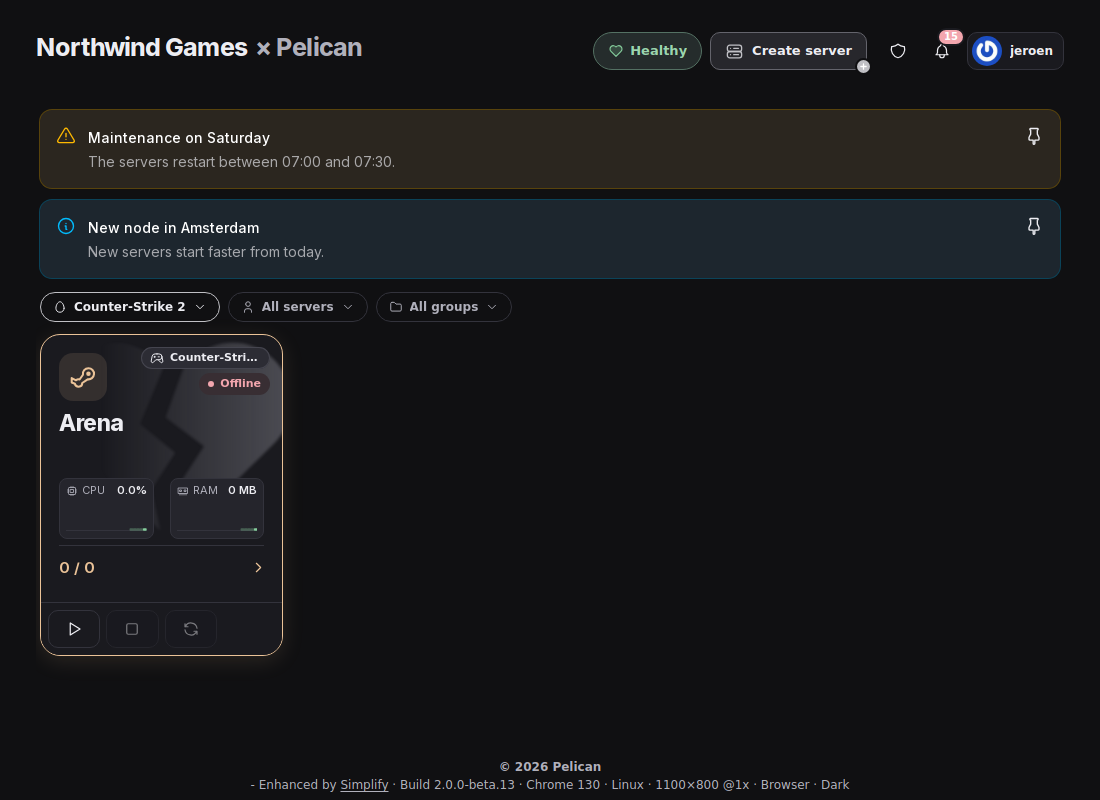 Northwind Games × Pelican
Healthy
Create server
15
jeroen
Maintenance on Saturday
The servers restart between 07:00 and 07:30.
New node in Amsterdam
New servers start faster from today.
Counter-Strike 2
All servers
All groups
Counter-Stri…
Offline
Arena
CPU 0.0%
RAM 0 MB
0 / 0
© 2026 Pelican
- Enhanced by Simplify · Build 2.0.0-beta.13 · Chrome 130 · Linux · 1100×800 @1x · Browser · Dark